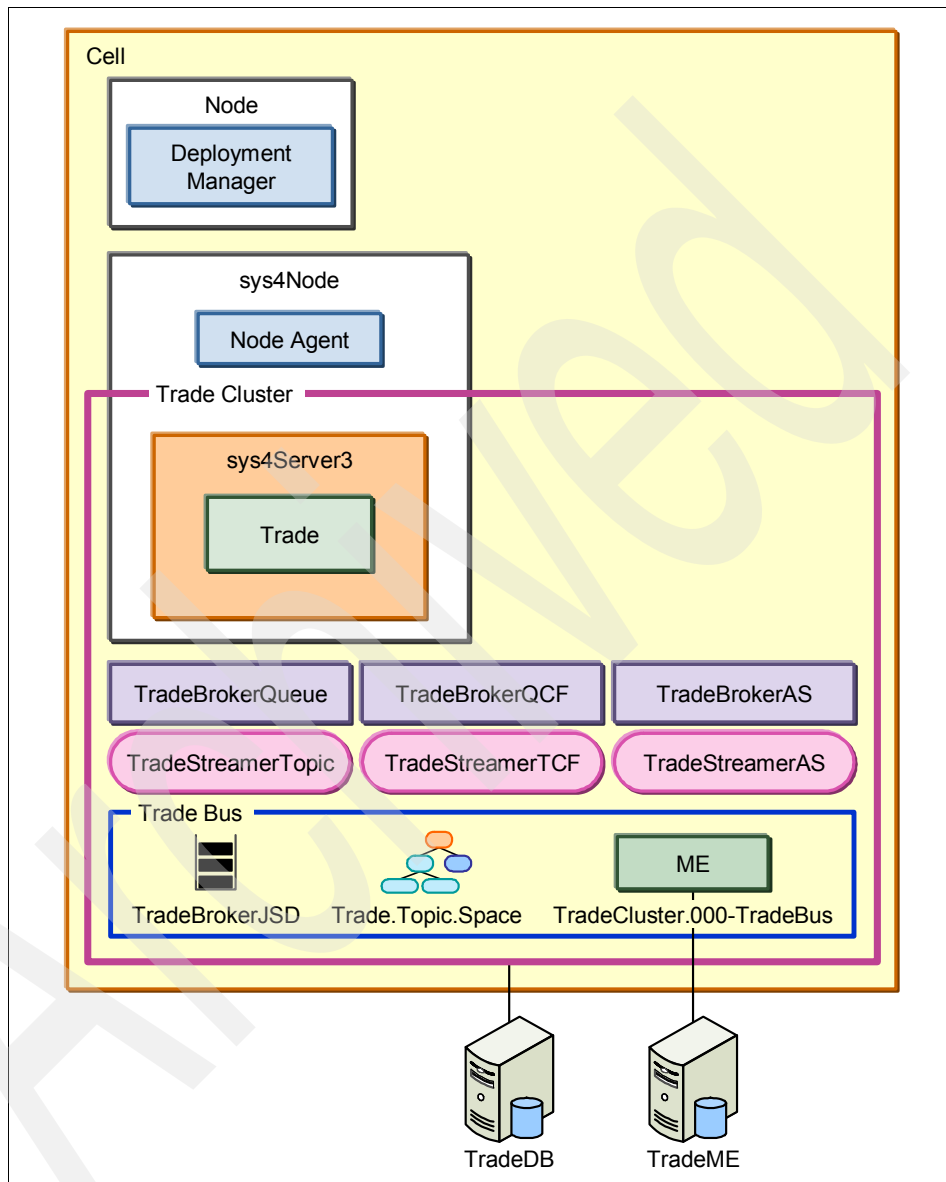 Cell
Node
Deployment
Manager
sys4Node
Node Agent
Trade Cluster
sys4Server3
Trade
TradeBrokerQueue
TradeBrokerQCF
TradeBrokerAS
TradeStreamerTopic
TradeStreamerTCF
TradeStreamerAS
Trade Bus
ME
TradeBrokerJSD
Trade.Topic.Space
TradeCluster.000-TradeBus
TradeDB
TradeME
Archived